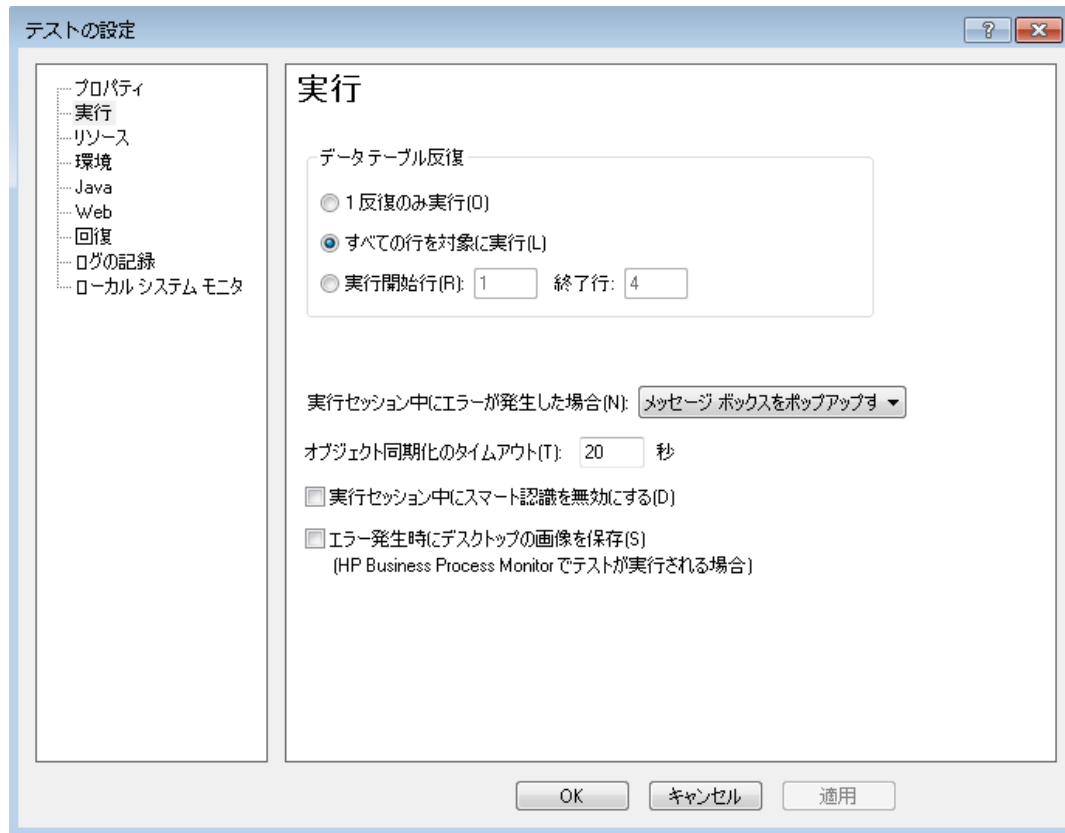 テストの設定
プロパティ
実行
リソース
環境
Java
Web
回復
ログの記録
ローカル システム モニタ
実行
データ テーブル反復
1 反復のみ実行(O)
すべての行を対象に実行(L)
実行開始行(R): 1 終了行: 4
実行セッション中にエラーが発生した場合(N): メッセージ ボックスをポップアップす
オブジェクト同期化のタイムアウト(T): 20 秒
実行セッション中にスマート認識を無効にする(D)
エラー発生時にデスクトップの画像を保存(S)
(HP Business Process Monitor でテストが実行される場合)
OK キャンセル 適用